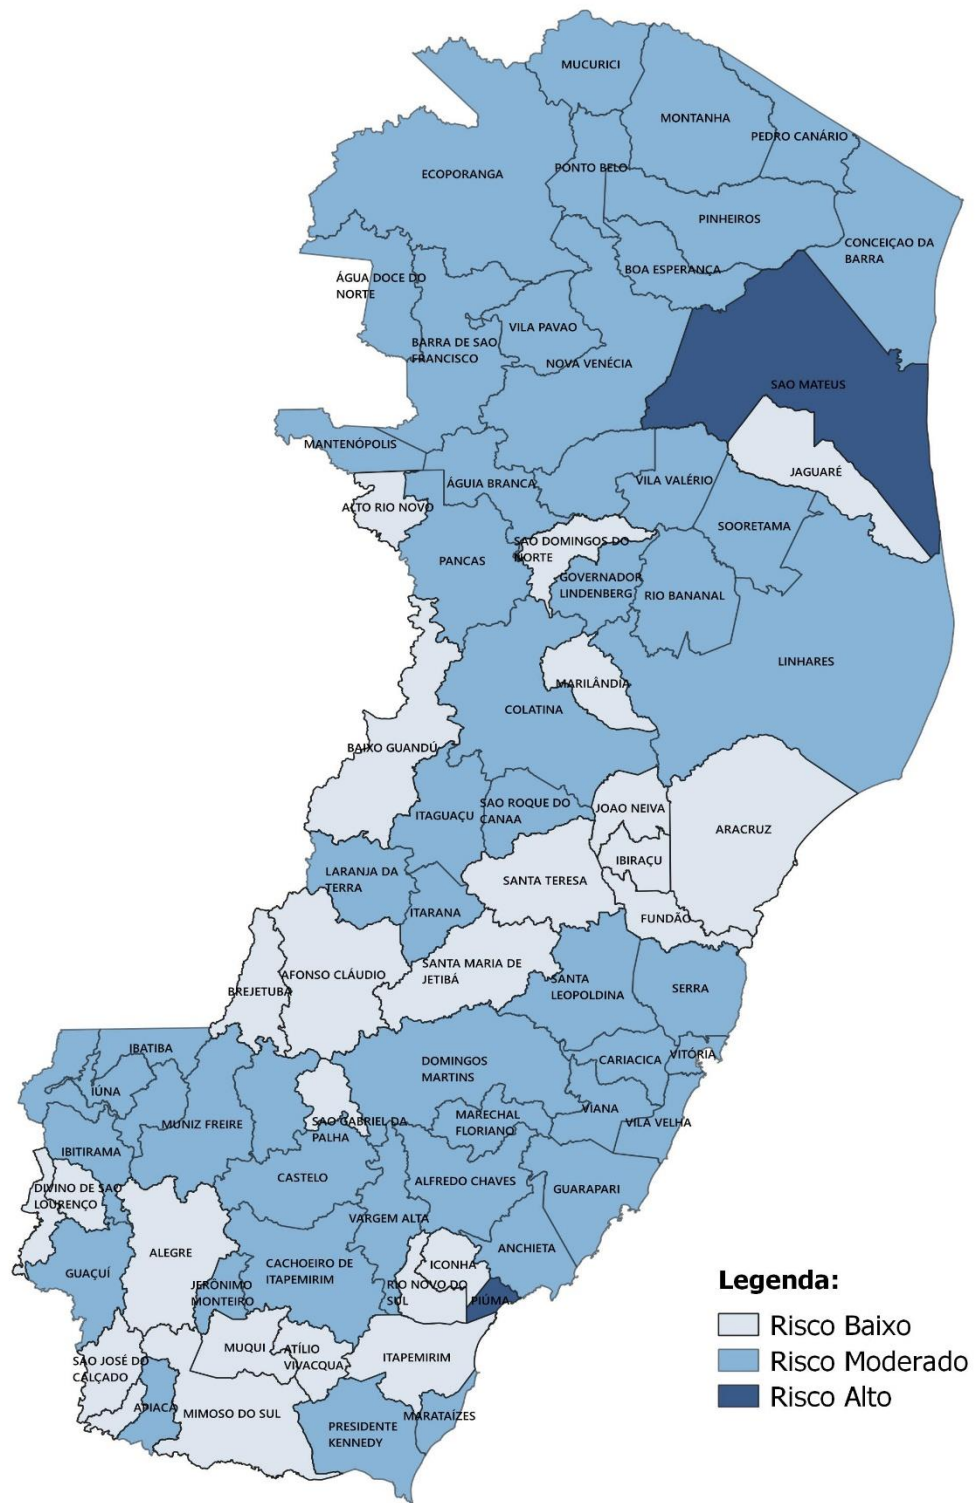 MUCURICI
MONTANHA
PEDRO CANÁRIO
PONTO BELO
ECOPORANGA
PINHEIROS
CONCEIÇAO DA
BARRA
BOA ESPERANÇA
ÁGUA DOCE DO
NORTE
VILA PAVAO
BARRA DE SAO
FRANCISCO
NOVA VENÉCIA
SAO MATEUS
MANTENÓPOLIS
JAGUARÉ
ÁGUIA BRANCA
VILA VALÉRIO
ALTO RIO NOVO
SOORETAMA
SAO DOMINGOS DO
NORTE
PANCAS
GOVERNADOR
LINDENBERG
RIO BANANAL
LINHARES
MARILÂNDIA
COLATINA
BAIXO GUANDÚ
ITAGUAÇU
SAO ROQUE DO
CANAA
JOAO NEIVA
ARACRUZ
IBIRAÇU
LARANJA DA
TERRA
SANTA TERESA
ITARANA
FUNDÃO
SANTA MARIA DE
JETIBÁ
AFONSO CLÁUDIO
BREJETUBA
SANTA
LEOPOLDINA
SERRA
IBATIBA
VITÓRIA
DOMINGOS
MARTINS
CARIACICA
IÚNA
VIANA
MARECHAL
FLORIANO
SAO GABRIEL DA
PALHA
MUNIZ FREIRE
VILA VELHA
IBITIRAMA
CASTELO
ALFREDO CHAVES
GUARAPARI
DIVINO DE SAO
LOURENÇO
VARGEM ALTA
ANCHIETA
ALEGRE
CACHOEIRO DE
ITAPEMIRIM
ICONHA
GUAÇUÍ
JERÔNIMO
MONTEIRO
RIO NOVO DO
SUL
PIÚMA
MUQUI
ATÍLIO
VIVACQUA
ITAPEMIRIM
SAO JOSÉ DO
CALÇADO
APIACÁ
MIMOSO DO SUL
MARATAÍZES
PRESIDENTE
KENNEDY
Legenda:
Risco Baixo
Risco Moderado
Risco Alto